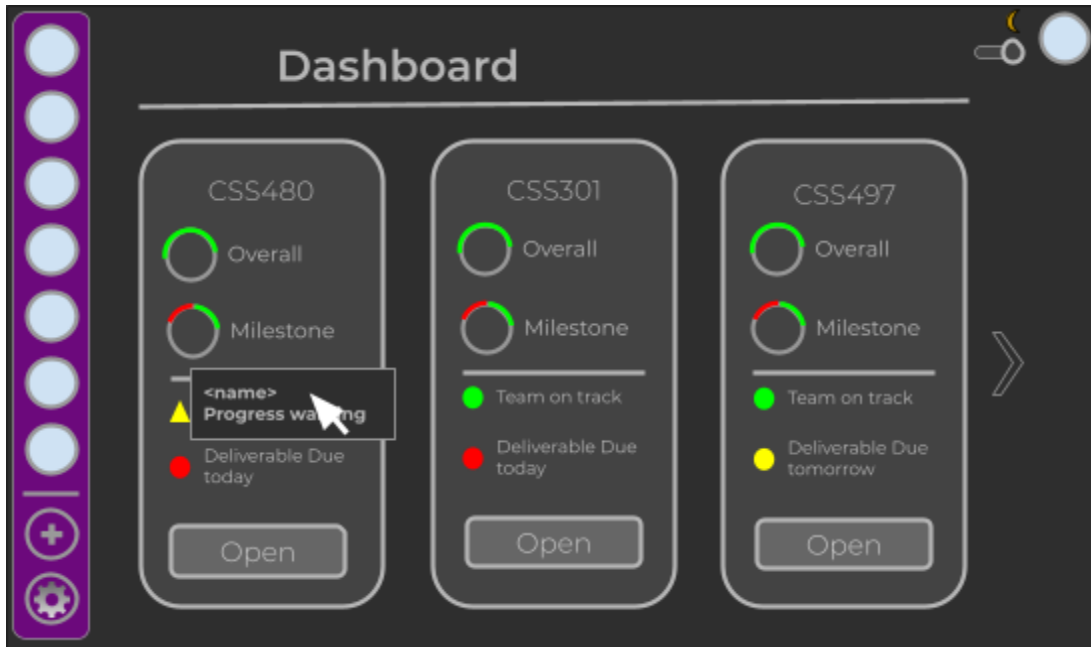 Dashboard
CSS480
Overall
Milestone
<name>
Progress wa ng
Deliverable Due
today
Open
CSS301
Overall
Milestone
Team on track
Deliverable Due
today
Open
CSS497
Overall
Milestone
Team on track
Deliverable Due
tomorrow
Open